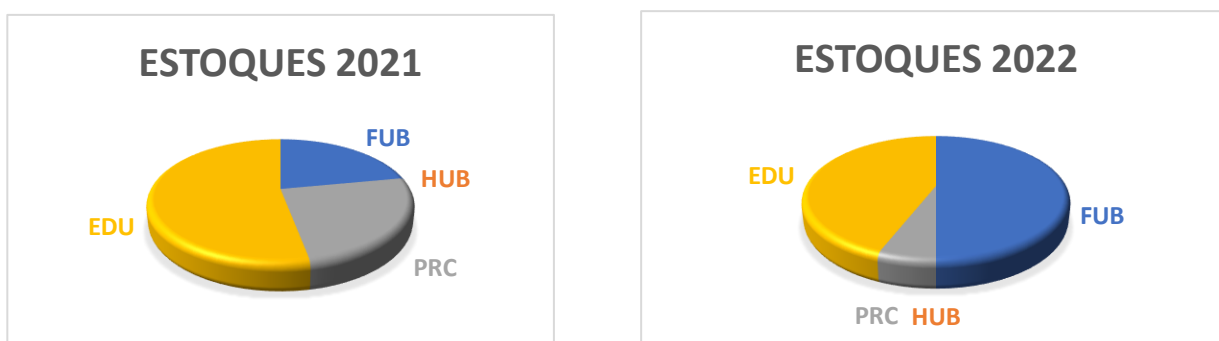 ESTOQUES 2021
FUB
HUB
EDU
PRC
ESTOQUES 2022
EDU
FUB
PRC HUB